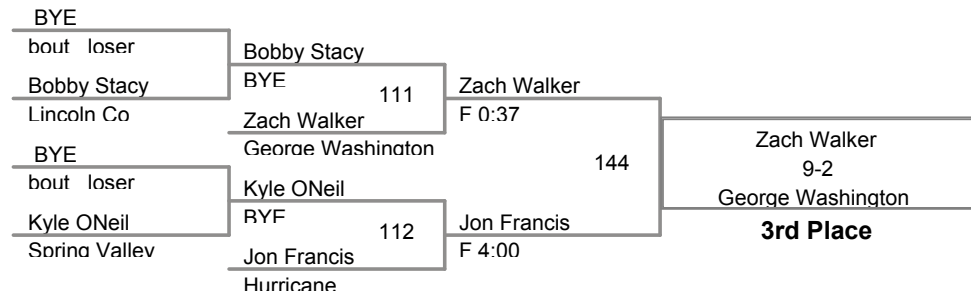 BYE
bout loser
Bobby Stacy
BYE
Bobby Stacy
111
Zach Walker
Lincoln Co
F 0:37
Zach Walker
George Washington
BYE
Zach Walker
144
9-2
bout loser
Kyle ONeil
George Washington
Kyle ONeil
BYE
112
Jon Francis
3rd Place
Spring Valley
F 4:00
Jon Francis
Hurricane